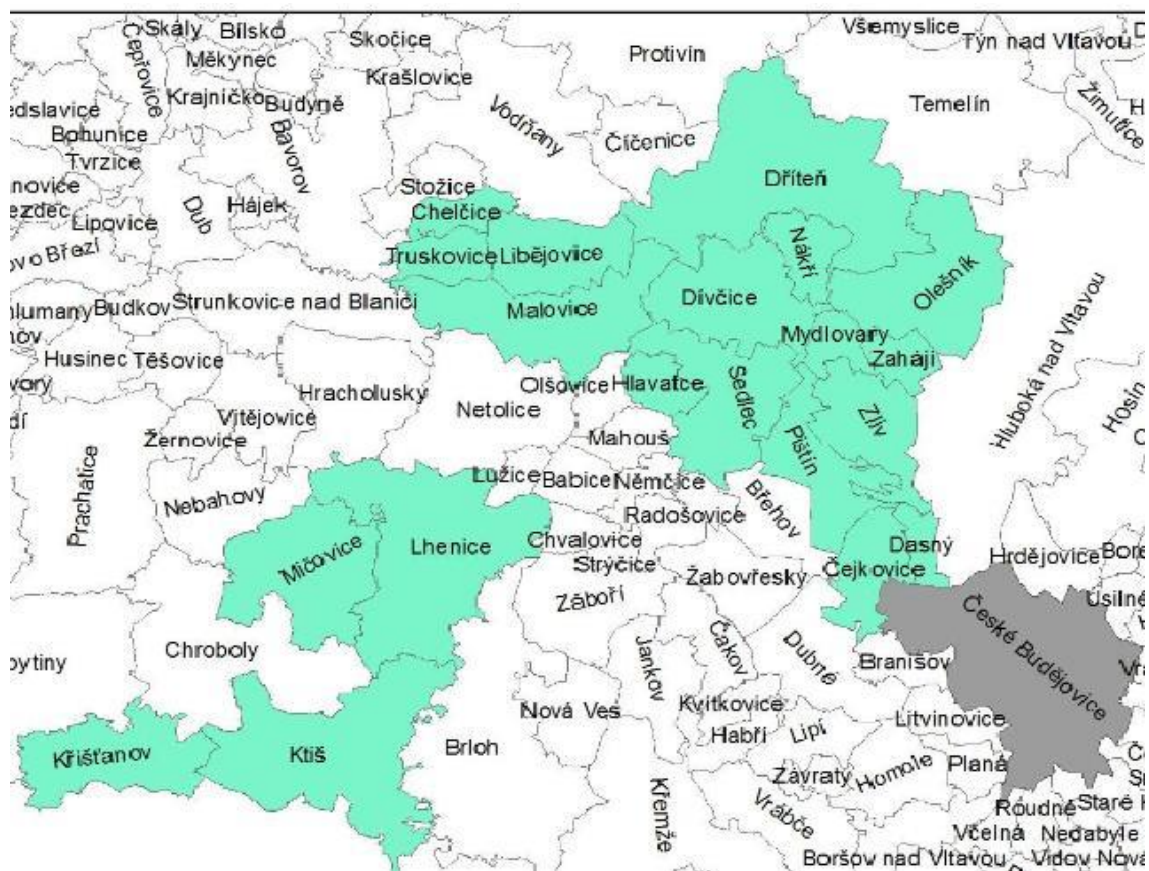 Skály
Bílsko
Skočice
Protivín
Všemyslice
Týn nad Vltavou
Čepřovice
Měkynec
Krašlovice
Krajničko
Budyně
Vodňany
Temelín
Žimutice
Bohunice
Bavorov
Číčenice
Tvrzice
Stožice
Dříteň
Lipovice
Dub
Hájek
Chelčice
Nákří
Olešník
Truskovice
Libějovice
Budkov
Strunkovice nad Blanicí
Malovice
Dívčice
Mydlovary
Hluboká nad Vltavou
Husinec
Těšovice
Hracholusky
Olšovice
Hlavatce
Sedlec
Zahájí
Netolice
Zliv
Vitějovice
Žernovice
Mahouš
Pištín
Prachatice
Nebahovy
Lužice
Babice
Němčice
Břehov
Radošovice
Mičovice
Lhenice
Chvalovice
Strýčice
Dasný
Hrdějovice
Žabovřesky
Čejkovice
Záboří
České Budějovice
Chroboly
Jankov
Čakov
Dubné
Branišov
Nová Ves
Kvítkovice
Litvínovice
Habří
Lipí
Křišťanov
Ktiš
Brloh
Závraty
Homole
Planá
Křemže
Vrábče
Roudné
Včelná
Nedabyle
Boršov nad Vltavou
Vidov